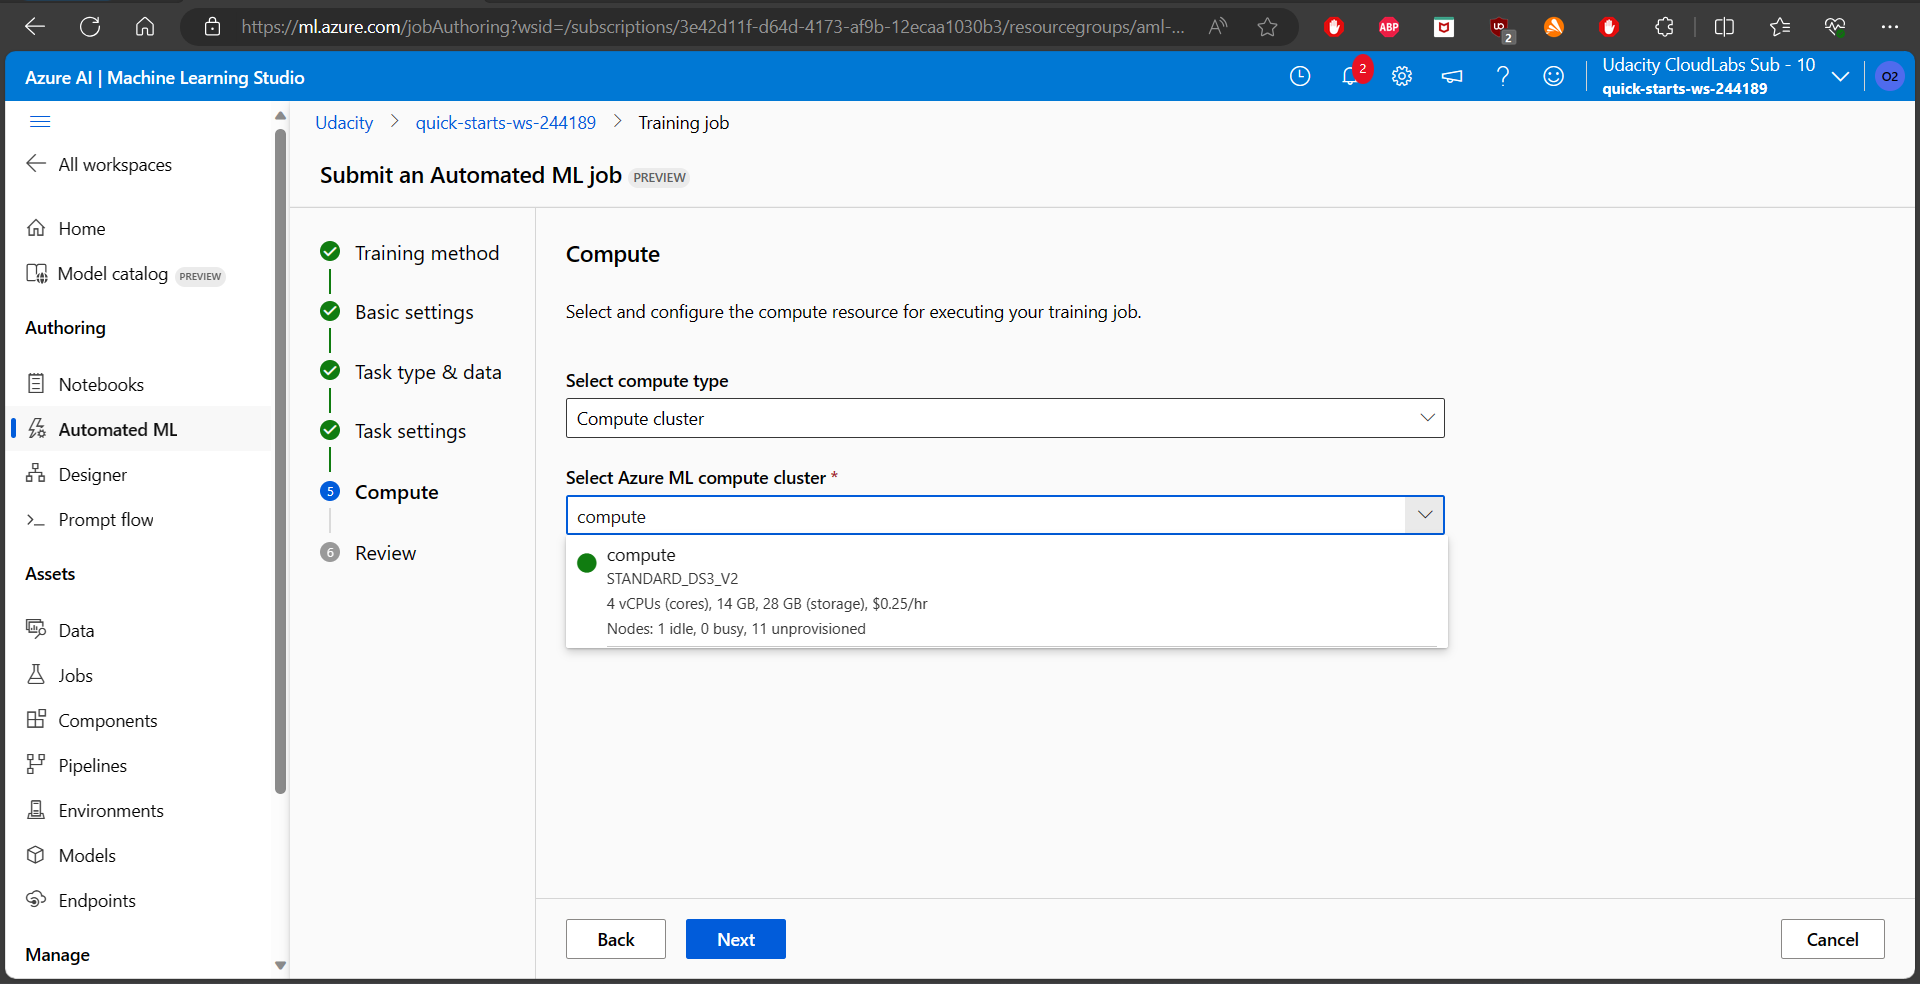 https://ml.azure.com/jobAuthoring?wsid=/subscriptions/3e42d11f-d64d-4173-af9b-12ecaa1030b3/resourcegroups/aml-...
A
ABP
2
Azure AI | Machine Learning Studio
2
Udacity CloudLabs Sub - 10
quick-starts-ws-244189
O2
All workspaces
Home
Model catalog PREVIEW
Authoring
Notebooks
Automated ML
Designer
Prompt flow
Assets
Data
Jobs
Components
Pipelines
Environments
Models
Endpoints
Manage
Udacity > quick-starts-ws-244189 > Training job
Submit an Automated ML job PREVIEW
Training method
Basic settings
Task type & data
Task settings
5 Compute
6 Review
Compute
Select and configure the compute resource for executing your training job.
Select compute type
Compute cluster
Select Azure ML compute cluster *
compute
compute
STANDARD_DS3_V2
4 vCPUs (cores), 14 GB, 28 GB (storage), $0.25/hr
Nodes: 1 idle, 0 busy, 11 unprovisioned
Back
Next
Cancel